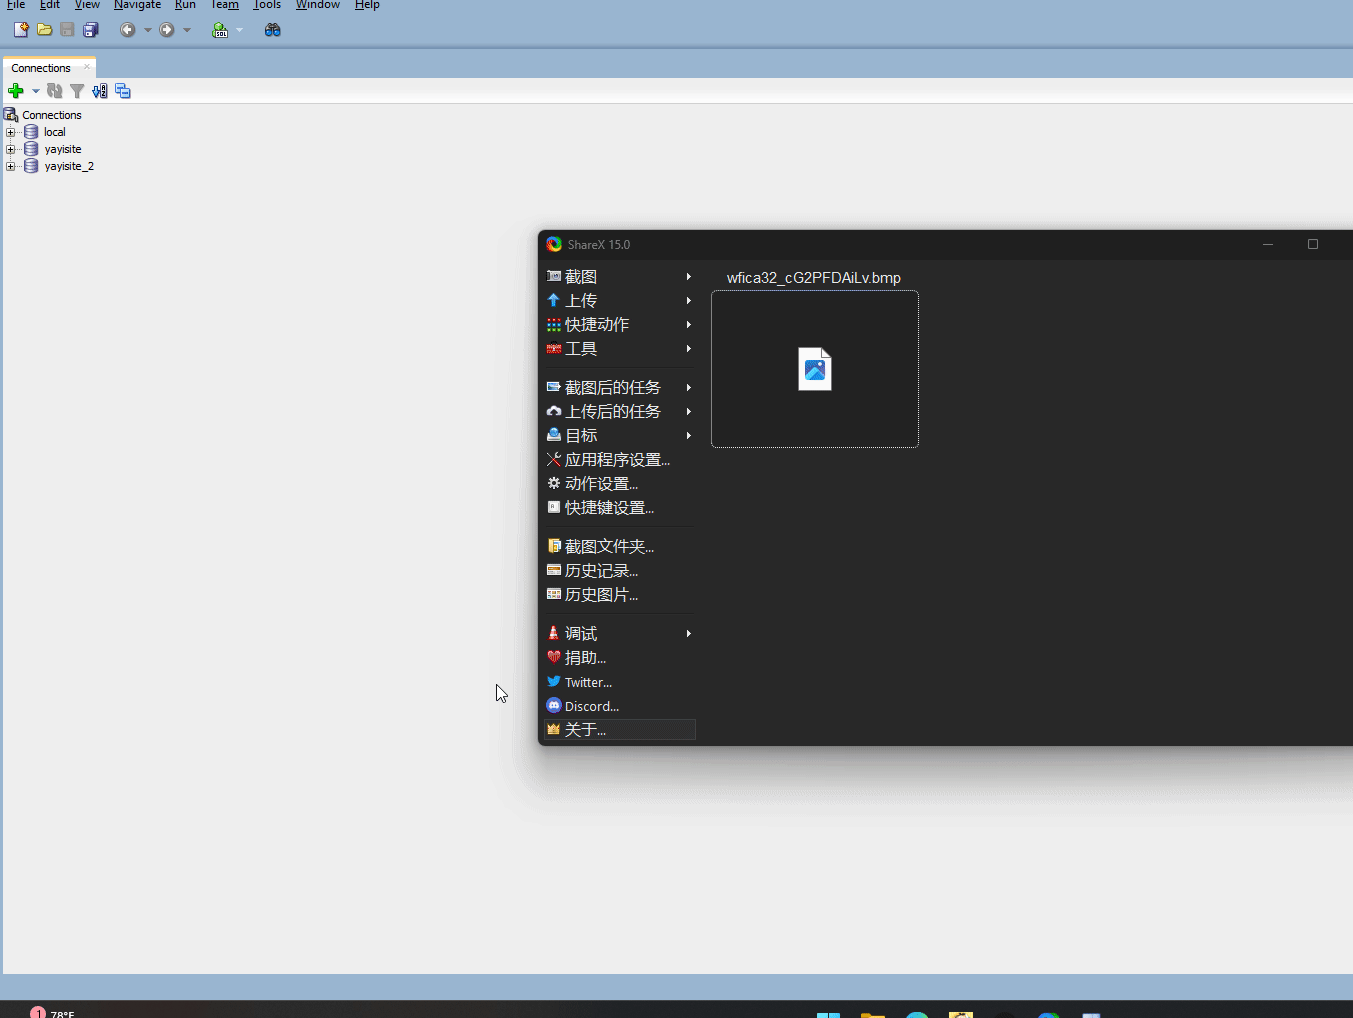 File Edit View Navigate Run Team Tools Window Help
SQL
Connections
Connections
local
yayisite
yayisite_2
ShareX 15.0
截图
上传
快捷动作
工具
截图后的任务
上传后的任务
目标
应用程序设置...
动作设置...
快捷键设置...
截图文件夹...
历史记录...
历史图片...
调试
捐助...
Twitter...
Discord...
关于...
wfica32_cG2PFDAiLv.bmp
1 78°F